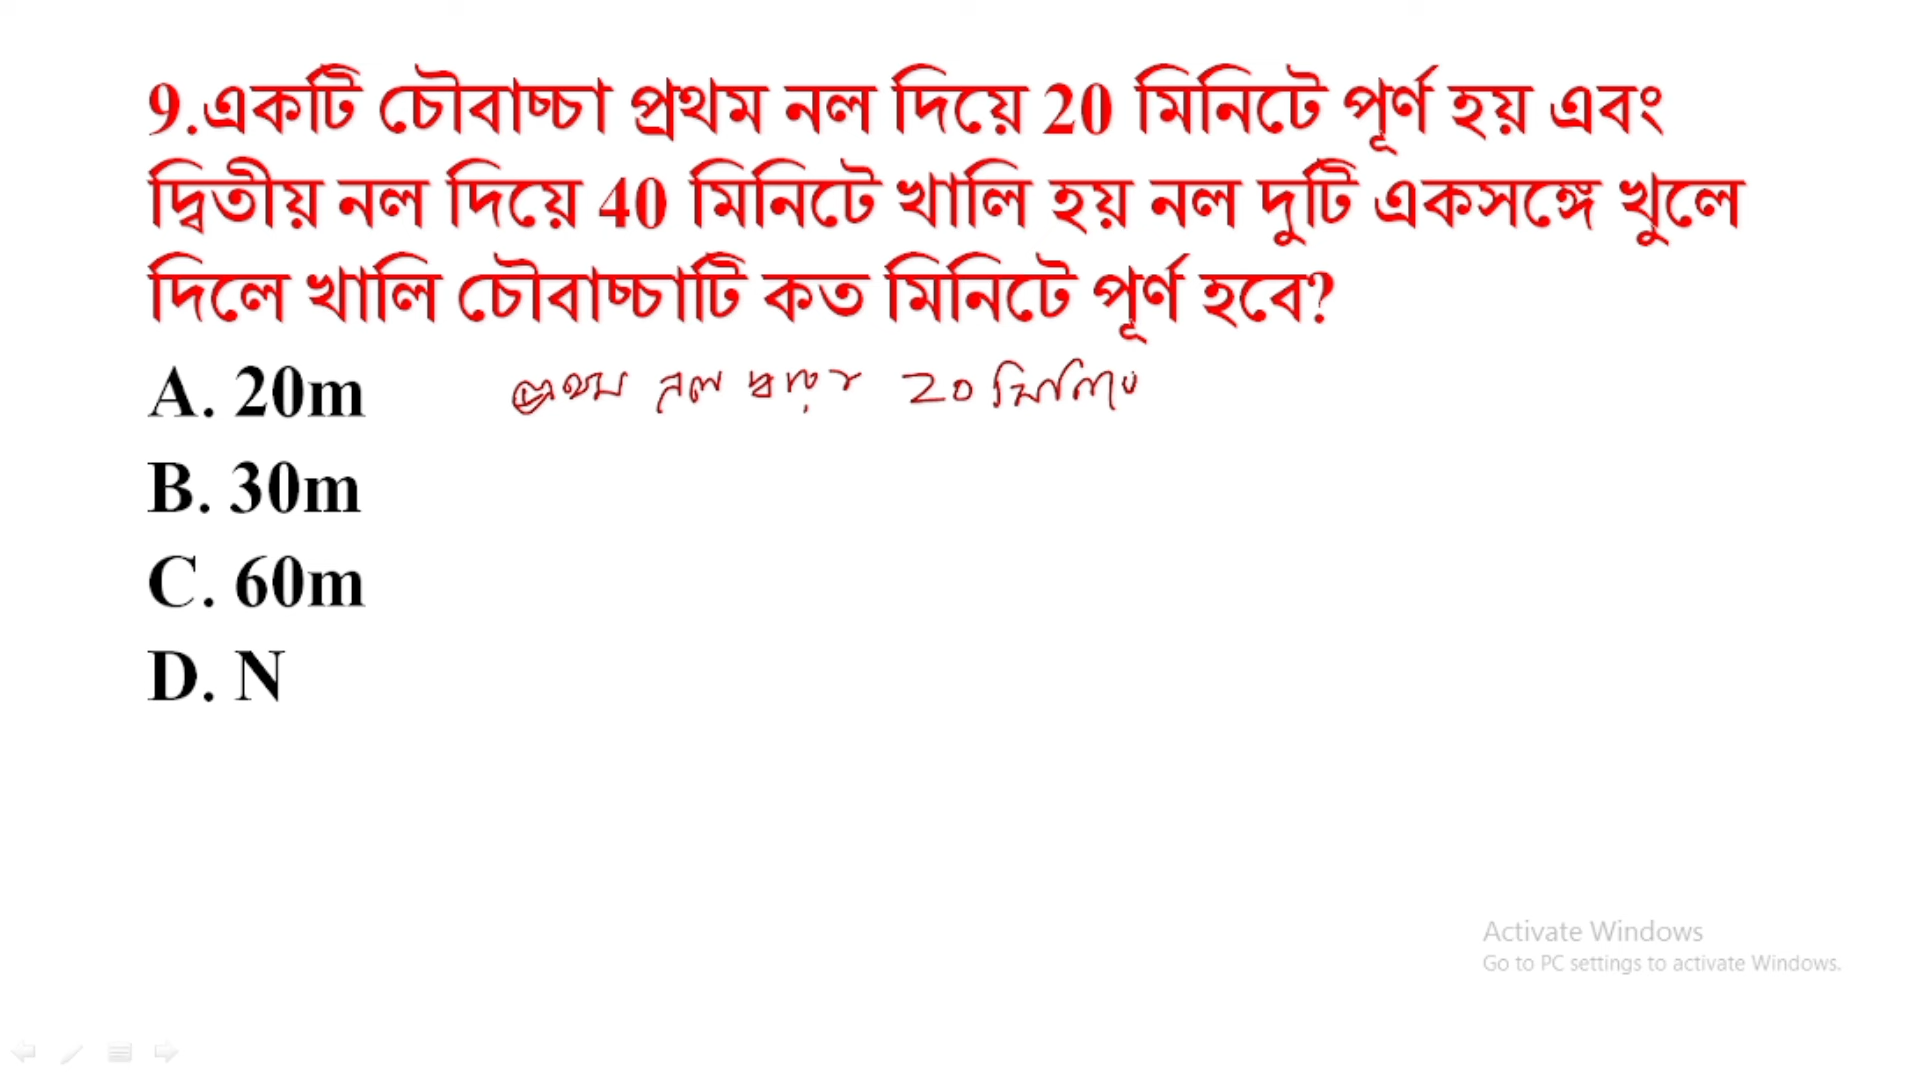 9.একটি চৌবাচ্চা প্রথম নল দিয়ে 20 মিনিটে পূর্ণ হয় এবং
দ্বিতীয় নল দিয়ে 40 মিনিটে খালি হয় নল দুটি একসঙ্গে খুলে
দিলে খালি চৌবাচ্চাটি কত মিনিটে পূর্ণ হবে?
A. 20m
প্রথম নল 20
B. 30m
C. 60m
D. N
Activate Windows
Go to PC settings to activate Windows.